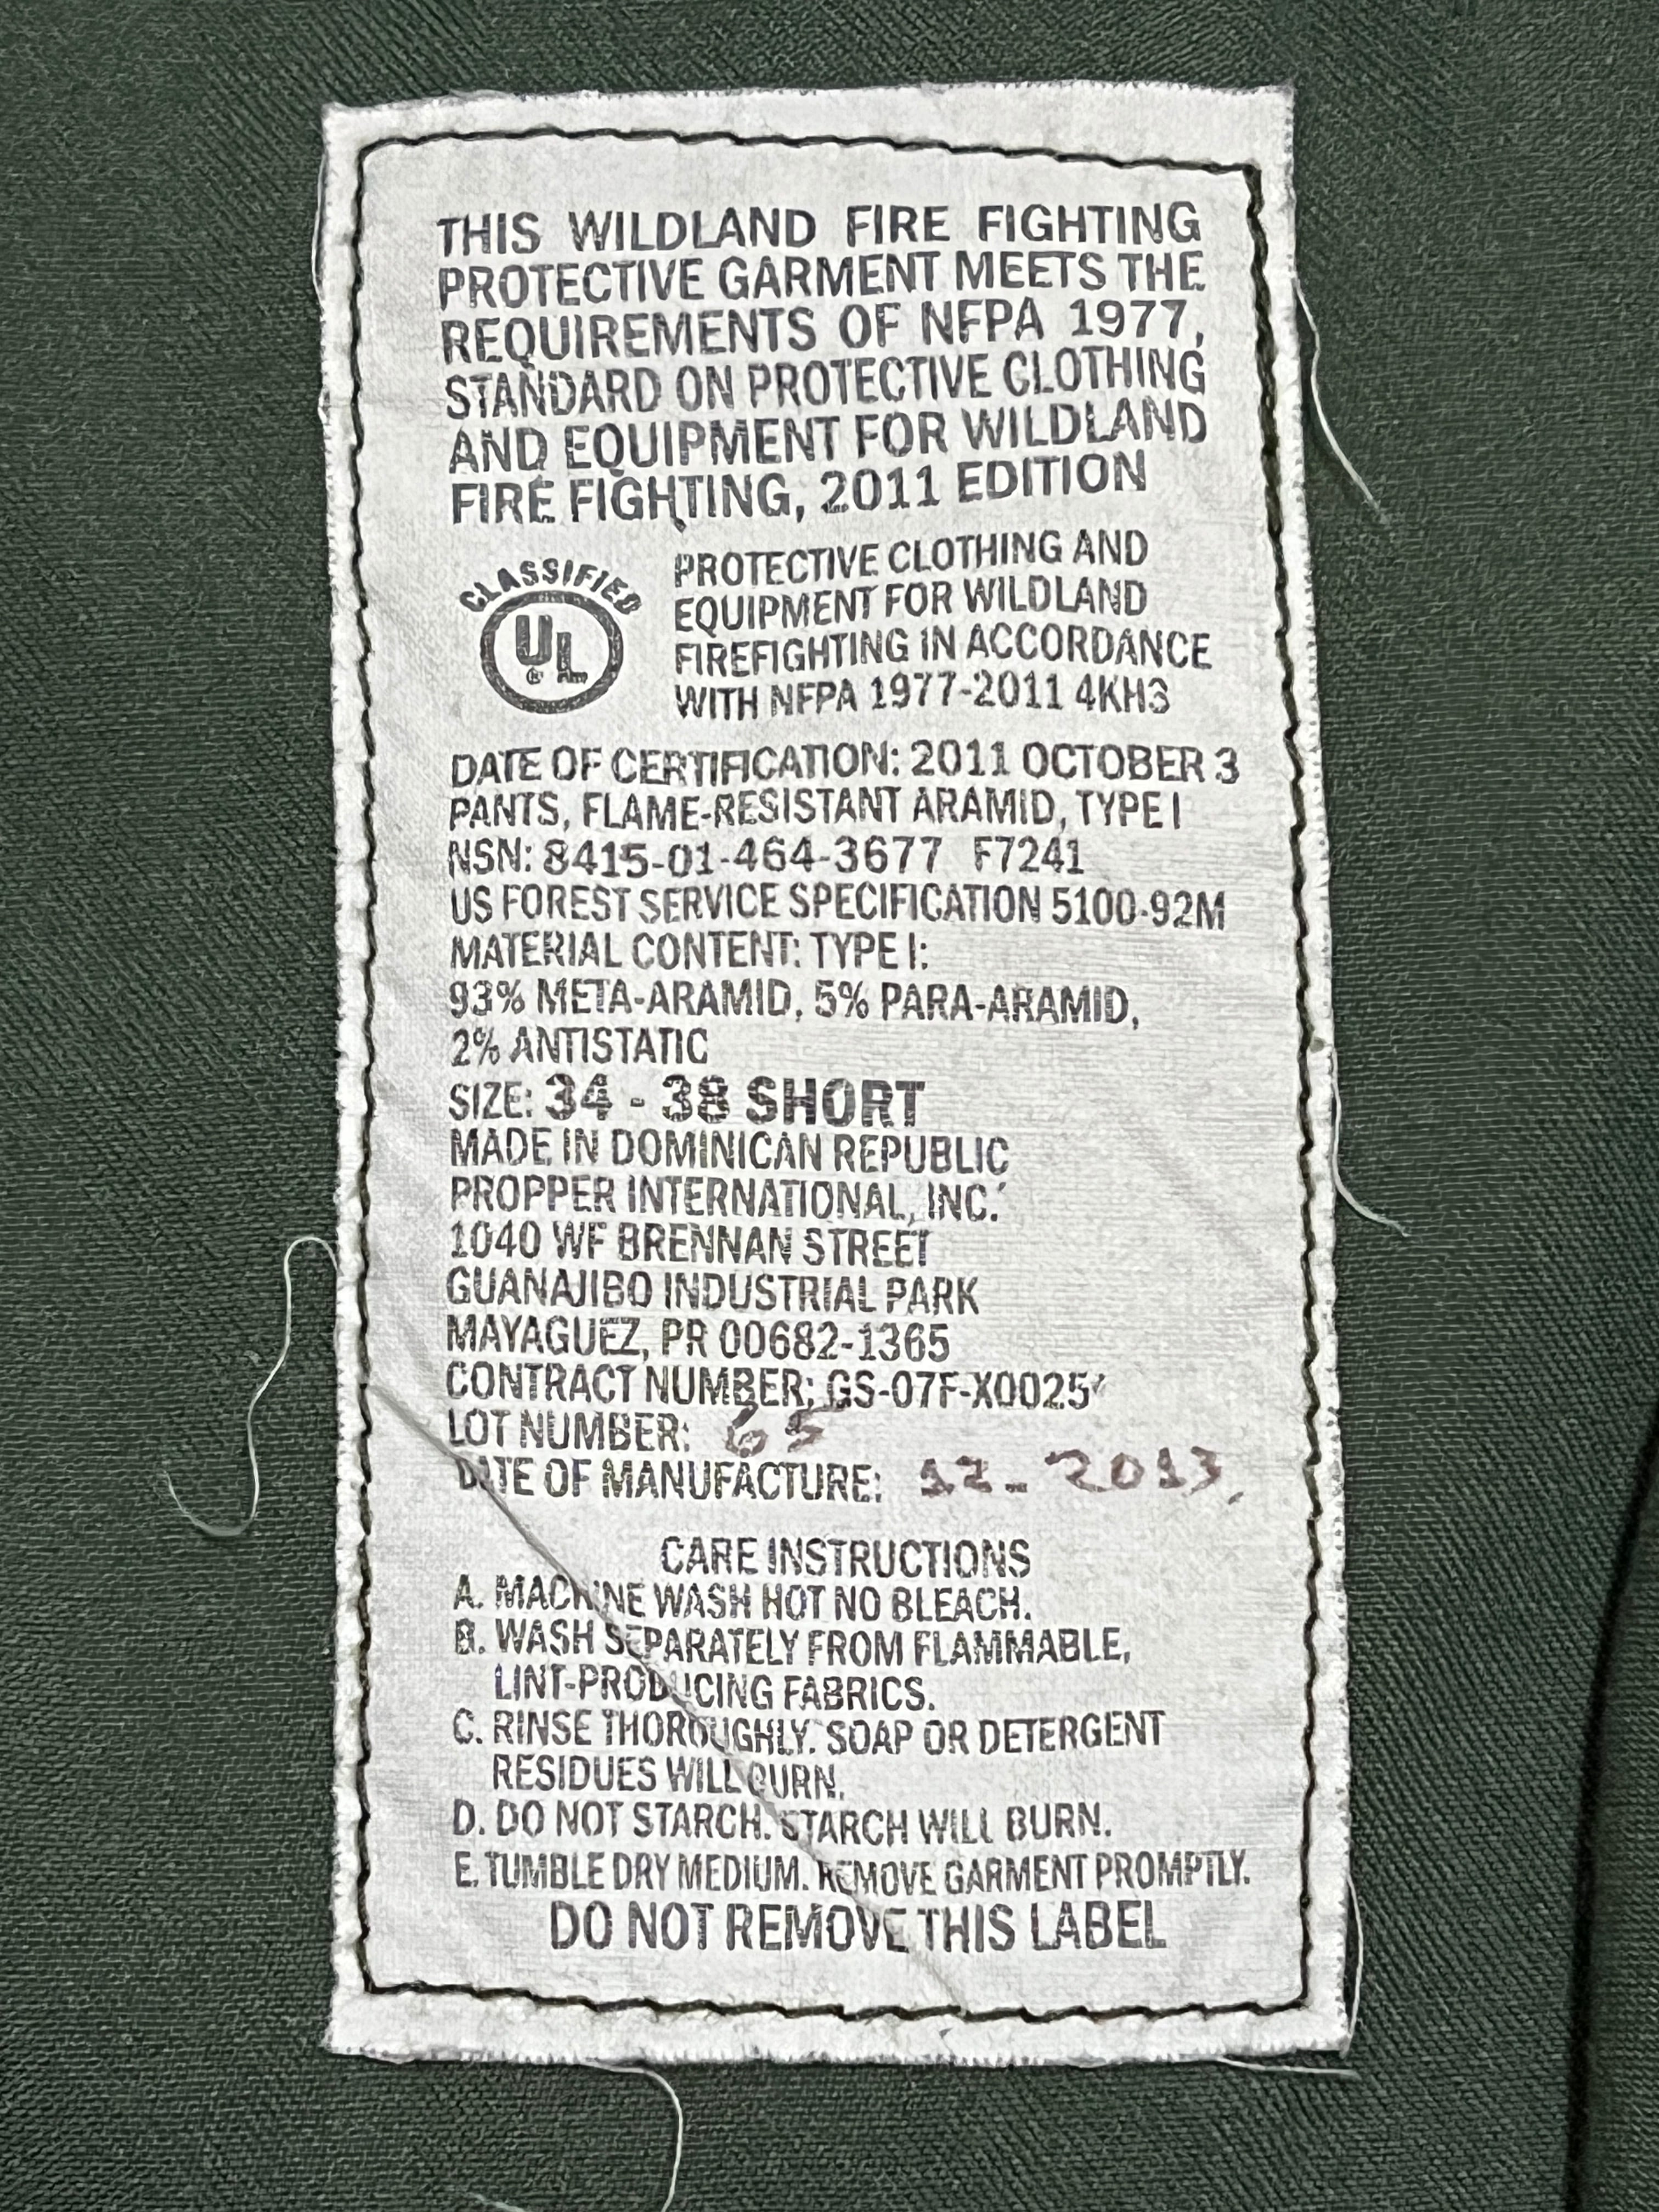 THIS WILDLAND FIRE FIGHTING
PROTECTIVE GARMENT MEETS THE
REQUIREMENTS OF NFPA 1977,
STANDARD ON PROTECTIVE CLOTHING
AND EQUIPMENT FOR WILDLAND
FIRE FIGHTING, 2011 EDITION
CLASSIFIED
UL
®
PROTECTIVE CLOTHING AND
EQUIPMENT FOR WILDLAND
FIREFIGHTING IN ACCORDANCE
WITH NFPA 1977-2011 4KH3
DATE OF CERTIFICATION: 2011 OCTOBER 3
PANTS, FLAME-RESISTANT ARAMID, TYPE I
NSN: 8415-01-464-3677 F7241
US FOREST SERVICE SPECIFICATION 5100-92M
MATERIAL CONTENT: TYPE I:
93% META-ARAMID, 5% PARA-ARAMID,
2% ANTISTATIC
SIZE: 34 - 38 SHORT
MADE IN DOMINICAN REPUBLIC
PROPPER INTERNATIONAL, INC.
1040 WF BRENNAN STREET
GUANAJIBO INDUSTRIAL PARK
MAYAGUEZ, PR 00682-1365
CONTRACT NUMBER: GS-07F-X0025
LOT NUMBER: 65
DATE OF MANUFACTURE: 12-2013
CARE INSTRUCTIONS
A. MACHINE WASH HOT NO BLEACH.
B. WASH SEPARATELY FROM FLAMMABLE,
LINT-PRODUCING FABRICS.
C. RINSE THOROUGHLY. SOAP OR DETERGENT
RESIDUES WILL BURN.
D. DO NOT STARCH. STARCH WILL BURN.
E. TUMBLE DRY MEDIUM. REMOVE GARMENT PROMPTLY.
DO NOT REMOVE THIS LABEL